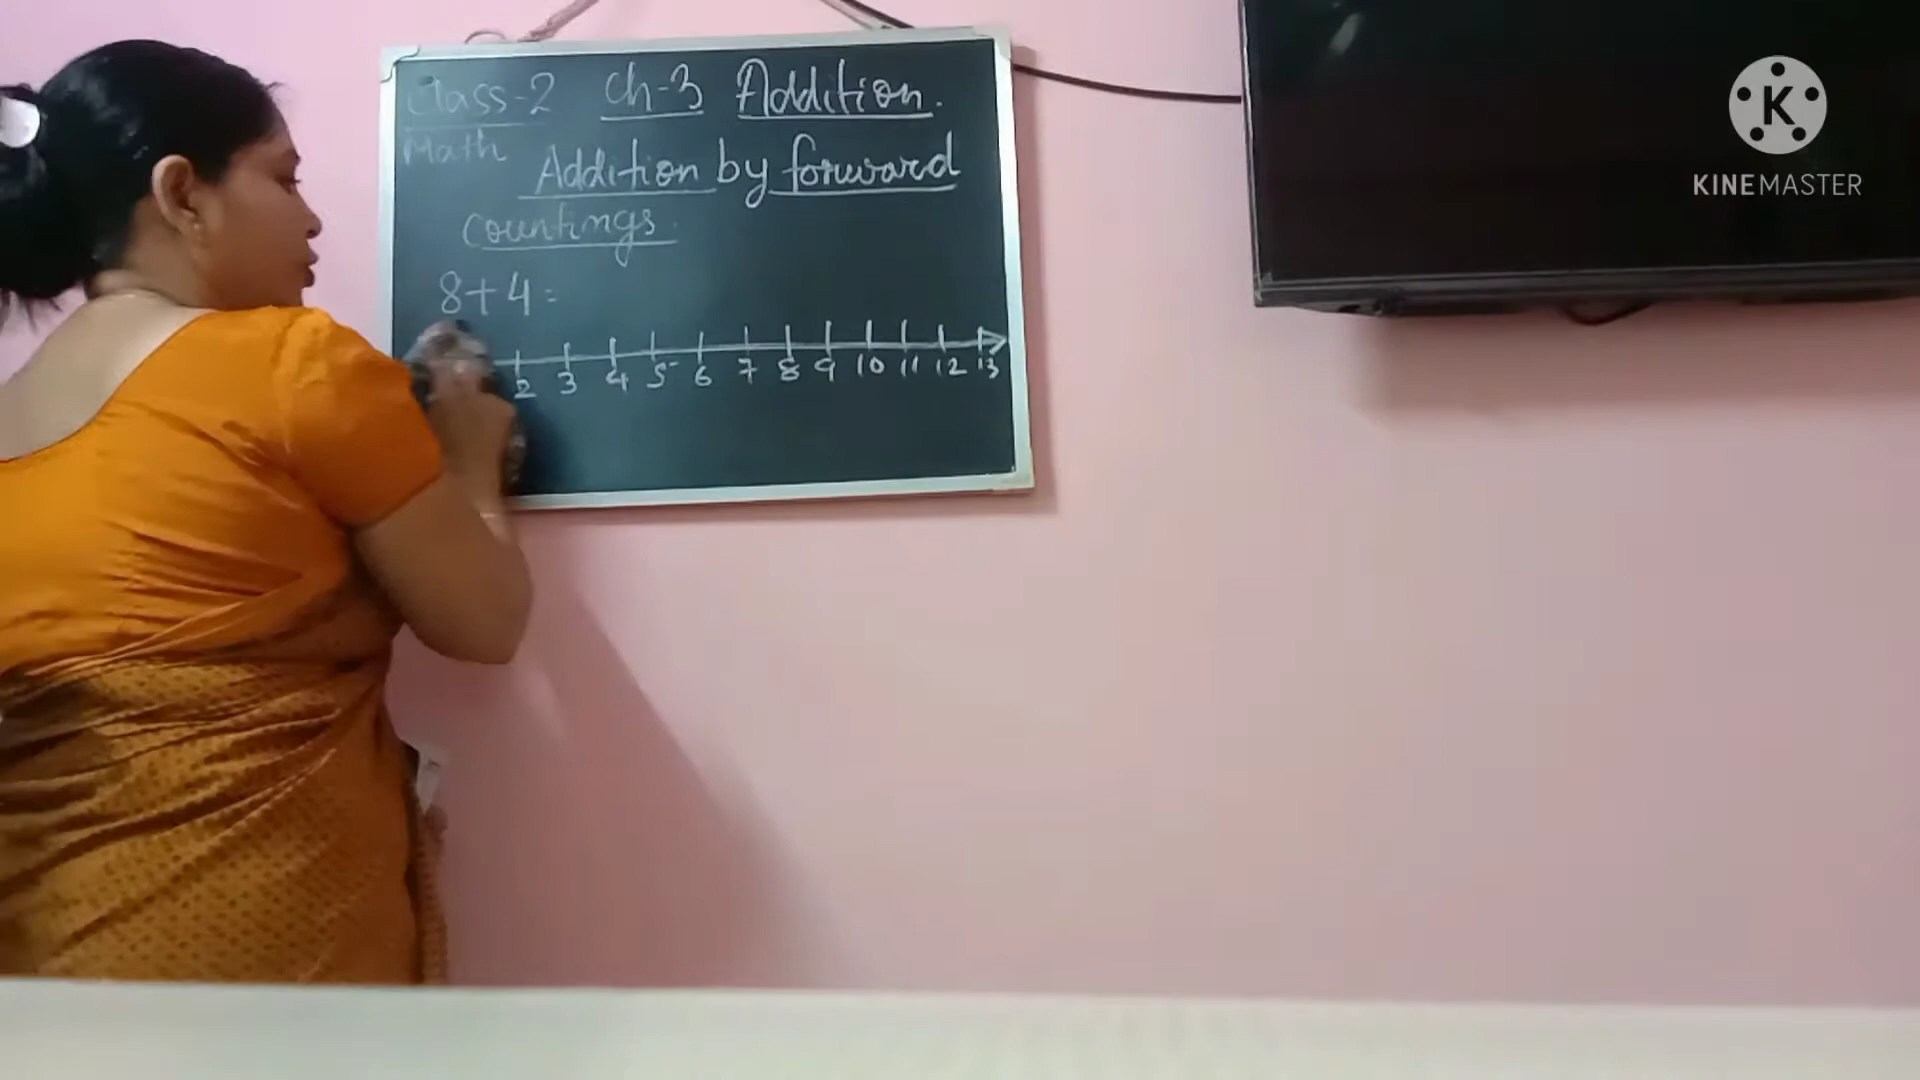 Class-2 Ch-3 Addition.
Math
Addition by forward
countings.
8+4=
2 3 4 5 6 7 8 9 10 11 12 13
K
KINEMASTER